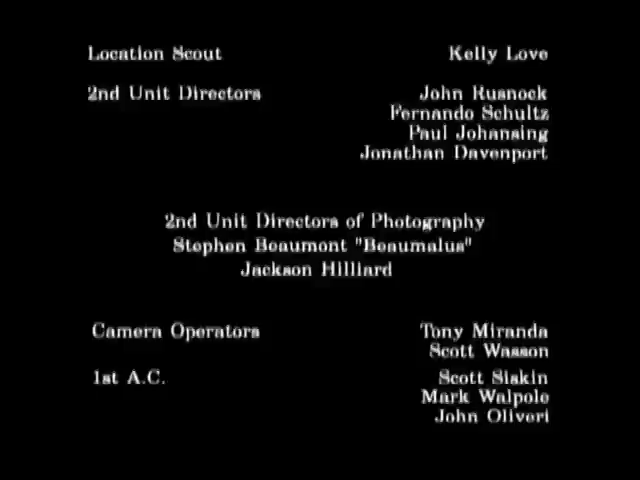 Location Scout Kelly Love
2nd Unit Directors John Rusnock
Fernando Schultz
Paul Johansing
Jonathan Davenport
2nd Unit Directors of Photography
Stephen Beaumont "Beaumalus"
Jackson Hilliard
Camera Operators Tony Miranda
Scott Wasson
1st A.C. Scott Siskin
Mark Walpole
John Oliveri